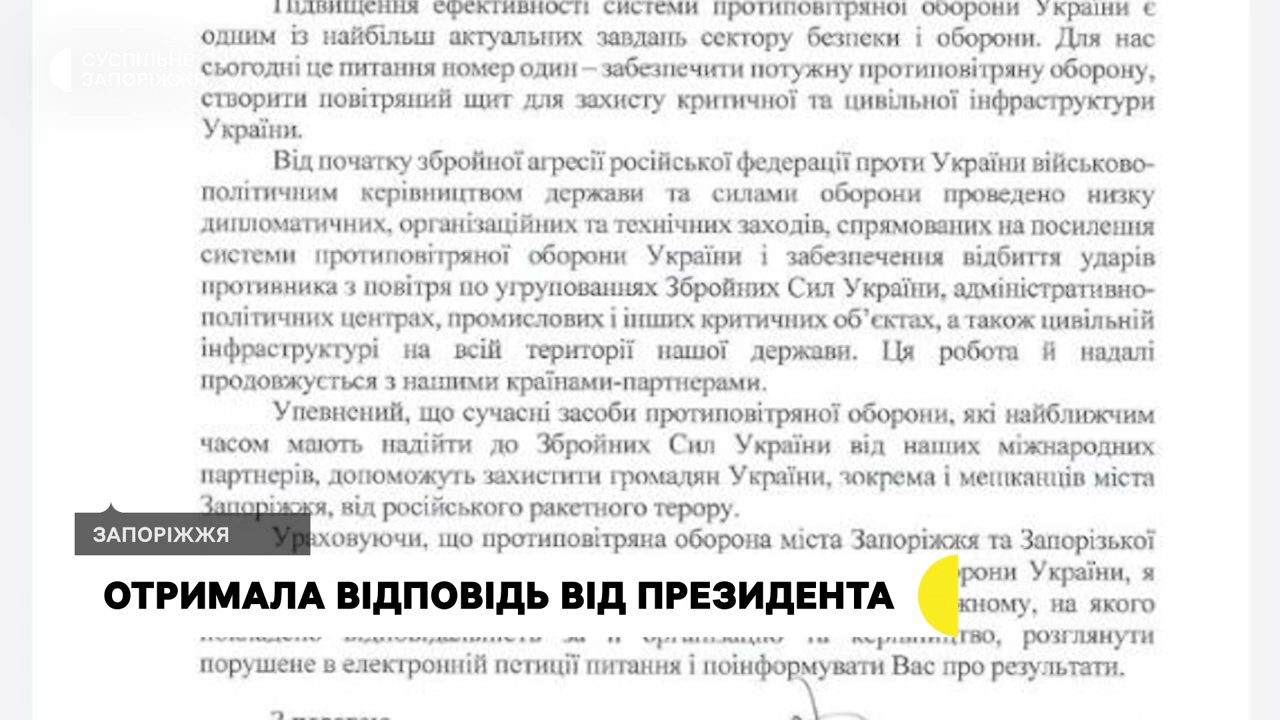 Підвищення ефективності системи протиповітряної оборони України є
одним із найбільш актуальних завдань сектору безпеки і оборони. Для нас
сьогодні це питання номер один – забезпечити потужну протиповітряну оборону,
створити повітряний щит для захисту критичної та цивільної інфраструктури
України.
СУСПІЛЬНЕ
ЗАПОРІЖЖЯ
Від початку збройної агресії російської федерації проти України військово-
політичним керівництвом держави та силами оборони проведено низку
дипломатичних, організаційних та технічних заходів, спрямованих на посилення
системи протиповітряної оборони України і забезпечення відбиття ударів
противника з повітря по угрупованнях Збройних Сил України, адміністративно-
політичних центрах, промислових і інших критичних об’єктах, а також цивільній
інфраструктурі на всій території нашої держави. Ця робота й надалі
продовжується з нашими країнами-партнерами.
Упевнений, що сучасні засоби протиповітряної оборони, які найближчим
часом мають надійти до Збройних Сил України від наших міжнародних
партнерів, допоможуть захистити громадян України, зокрема і мешканців міста
Запоріжжя, від російського ракетного терору.
Ураховуючи, що протиповітряна оборона міста Запоріжжя та Запорізької
України, я
на якого
розглянути
порушене в електронній петиції питання і поінформувати Вас про результати.
ЗАПОРІЖЖЯ
ОТРИМАЛА ВІДПОВІДЬ ВІД ПРЕЗИДЕНТА